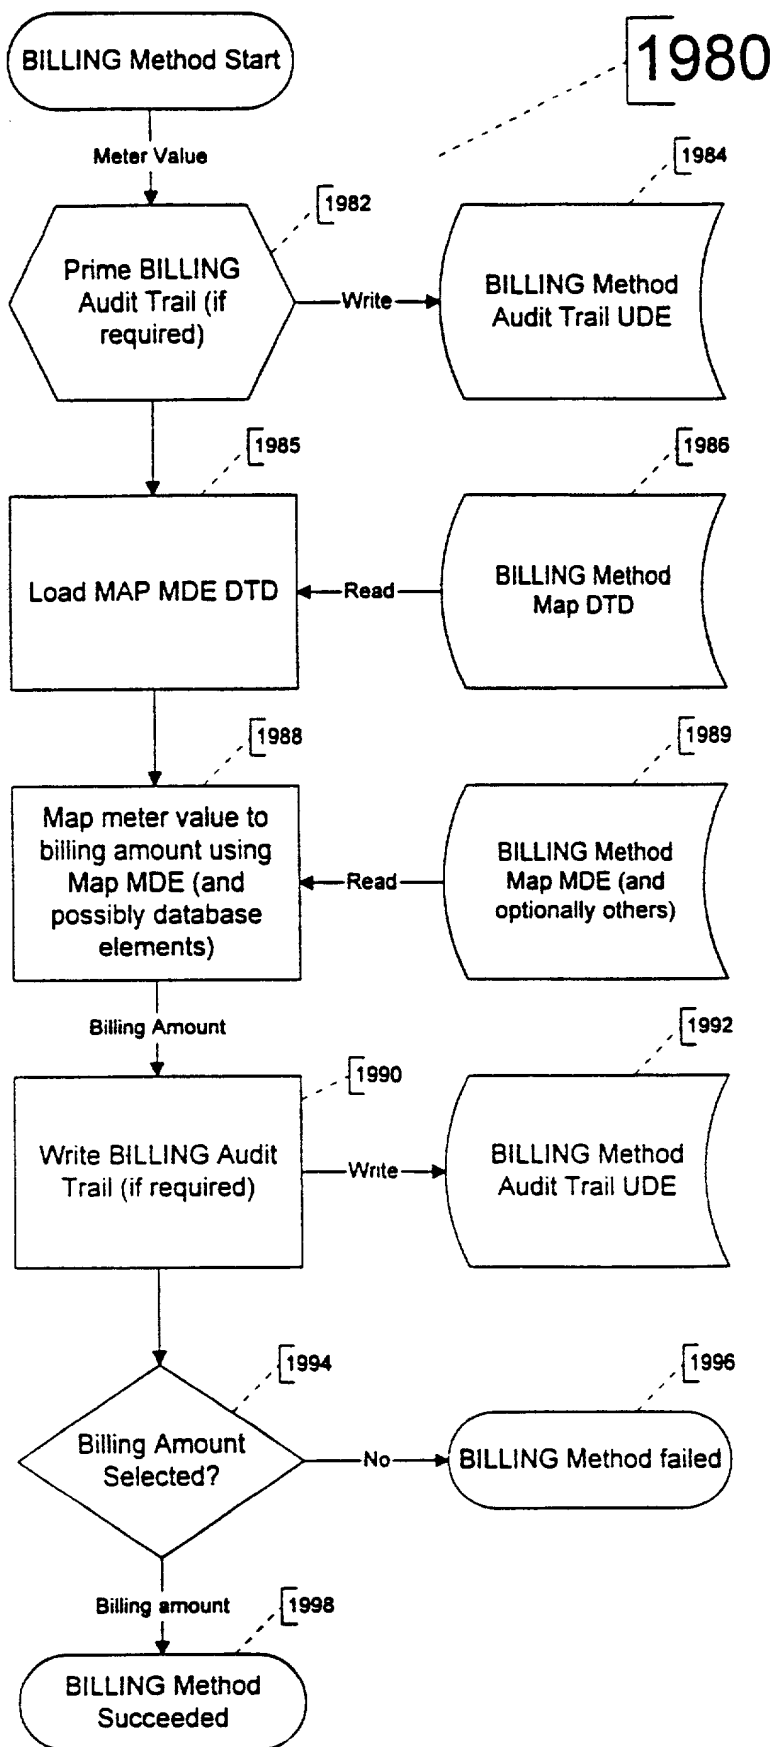 BILLING Method Start
1980
Meter Value
1984
1982
Prime BILLING
Audit Trail (if
required)
Write
BILLING Method
Audit Trail UDE
1985
1986
Load MAP MDE DTD
Read
BILLING Method
Map DTD
1988
1989
Map meter value to
billing amount using
Map MDE (and
possibly database
elements)
Read
BILLING Method
Map MDE (and
optionally others)
Billing Amount
1992
1990
Write BILLING Audit
Trail (if required)
Write
BILLING Method
Audit Trail UDE
1994
1996
Billing Amount
Selected?
No
BILLING Method failed
Billing amount
1998
BILLING Method
Succeeded